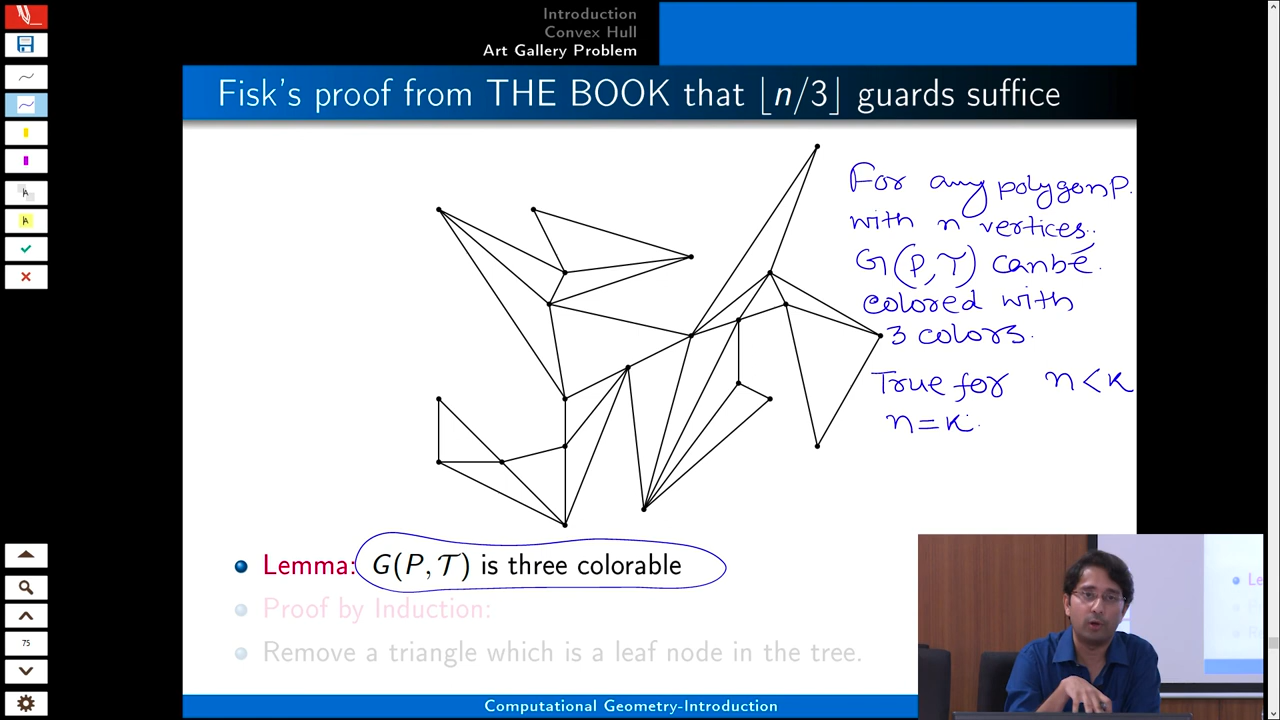 Introduction
Convex Hull
Art Gallery Problem
Fisk's proof from THE BOOK that ⌊n/3⌋ guards suffice
For any polygon P.
with n vertices.
G(P,T) can be
colored with
3 colors.
True for n<k
n=k.
Lemma: G(P, T) is three colorable
Proof by Induction:
Remove a triangle which is a leaf node in the tree.
Computational Geometry-Introduction
75
A
A
Le